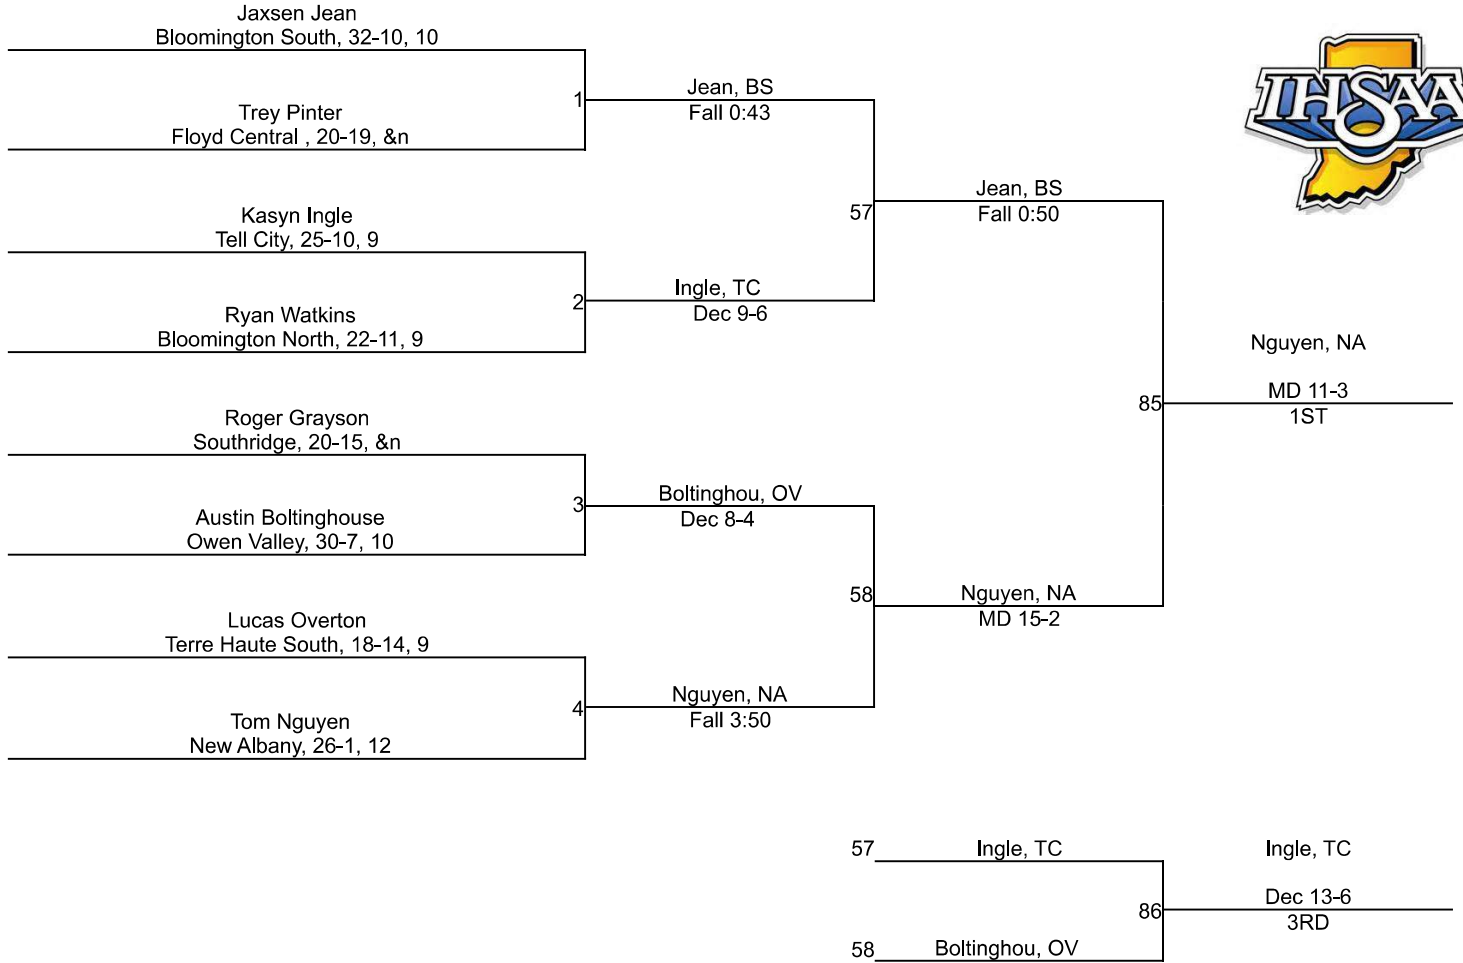 Jaxsen Jean
Bloomington South, 32-10, 10
1
Jean, BS
Fall 0:43
Trey Pinter
Floyd Central , 20-19, &n
IHSAA
57
Jean, BS
Fall 0:50
Kasyn Ingle
Tell City, 25-10, 9
2
Ingle, TC
Dec 9-6
Ryan Watkins
Bloomington North, 22-11, 9
85
Nguyen, NA
MD 11-3
1ST
Roger Grayson
Southridge, 20-15, &n
3
Boltinghou, OV
Dec 8-4
Austin Boltinghouse
Owen Valley, 30-7, 10
58
Nguyen, NA
MD 15-2
Lucas Overton
Terre Haute South, 18-14, 9
4
Nguyen, NA
Fall 3:50
Tom Nguyen
New Albany, 26-1, 12
57
Ingle, TC
86
Ingle, TC
Dec 13-6
3RD
58
Boltinghou, OV